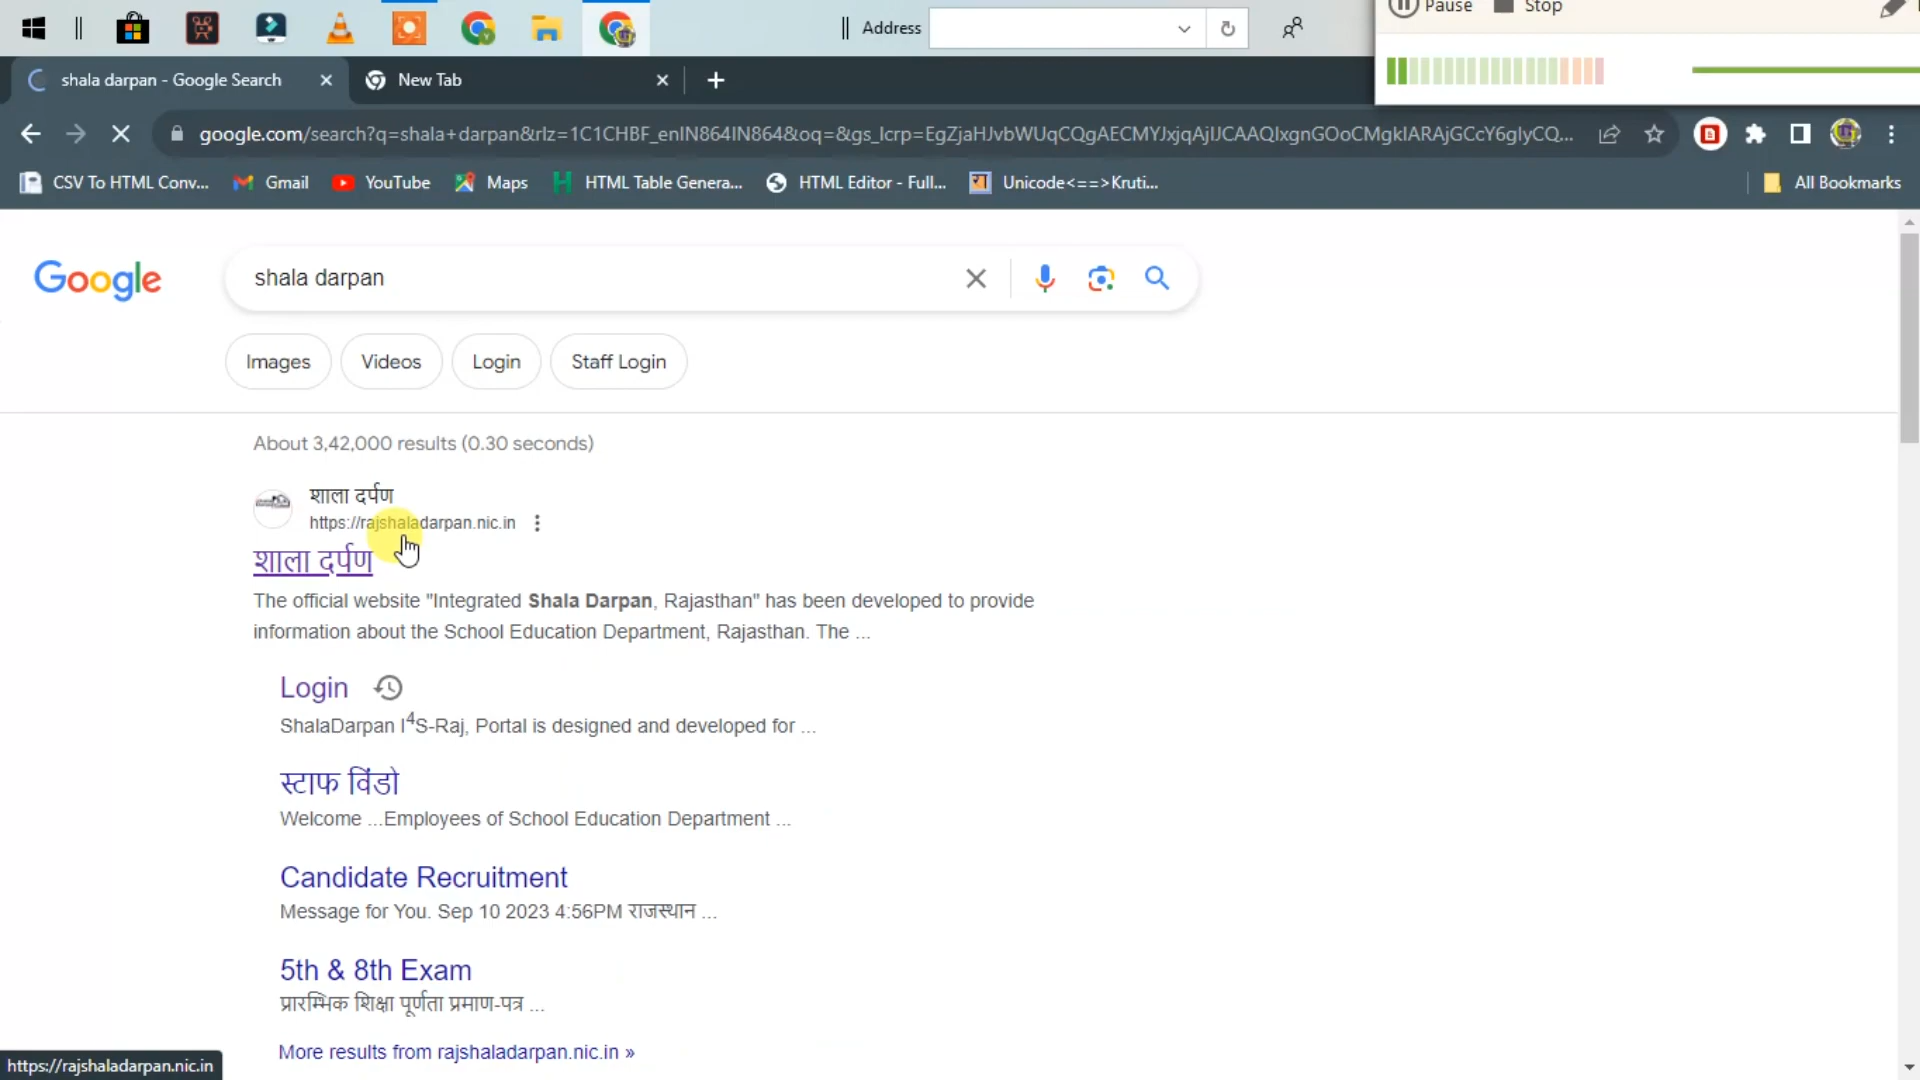 Address
Pause
Stop
shala darpan - Google Search
New Tab
google.com/search?q=shala+darpan&rlz=1C1CHBF_enIN864IN864&oq=&gs_lcrp=
CSV To HTML Conv...
Gmail
YouTube
Maps
HTML Table Genera...
HTML Editor - Full...
Unicode<==>Kruti...
All Bookmarks
Google
shala darpan
Images
Videos
Login
Staff Login
About 3,42,000 results (0.30 seconds)
शाला दर्पण
https://rajshaladarpan.nic.in
शाला दर्पण
The official website "Integrated Shala Darpan, Rajasthan" has been developed to provide
information about the School Education Department, Rajasthan. The ...
Login
ShalaDarpan I4S-Raj, Portal is designed and developed for ...
स्टाफ विंडो
Welcome ...Employees of School Education Department ...
Candidate Recruitment
Message for You. Sep 10 2023 4:56PM राजस्थान ...
5th & 8th Exam
प्रारम्भिक शिक्षा पूर्णता प्रमाण-पत्र ...
More results from rajshaladarpan.nic.in »
https://rajshaladarpan.nic.in